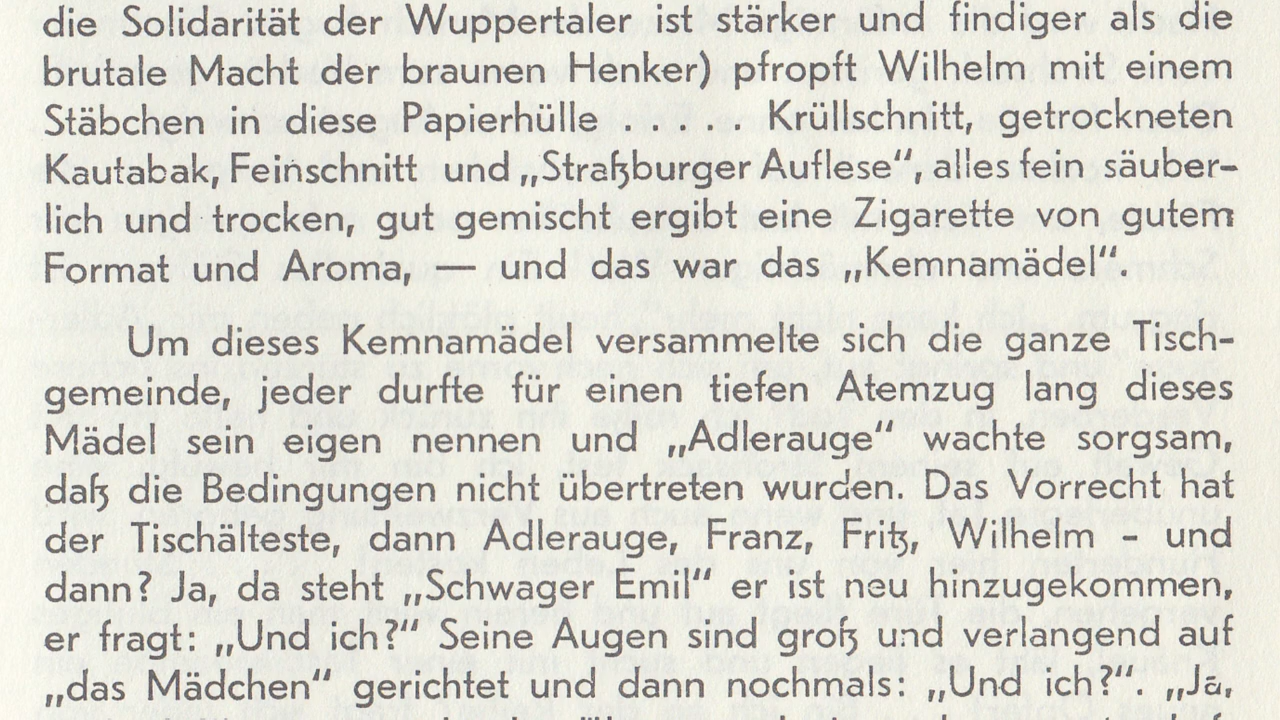 die Solidarität der Wuppertaler ist stärker und findiger als die
brutale Macht der braunen Henker) pfropft Wilhelm mit einem
Stäbchen in diese Papierhülle . . . . . Krüllschnitt, getrockneten
Kautabak, Feinschnitt und „Straßburger Auflese“, alles fein säuber-
lich und trocken, gut gemischt ergibt eine Zigarette von gutem
Format und Aroma, — und das war das „Kemnamädel“.
Um dieses Kemnamädel versammelte sich die ganze Tisch-
gemeinde, jeder durfte für einen tiefen Atemzug lang dieses
Mädel sein eigen nennen und „Adlerauge“ wachte sorgsam,
daß die Bedingungen nicht übertreten wurden. Das Vorrecht hat
der Tischälteste, dann Adlerauge, Franz, Fritz, Wilhelm - und
dann? Ja, da steht „Schwager Emil“ er ist neu hinzugekommen,
er fragt: „Und ich?“ Seine Augen sind groß und verlangend auf
„das Mädchen“ gerichtet und dann nochmals: „Und ich?“. „Ja,